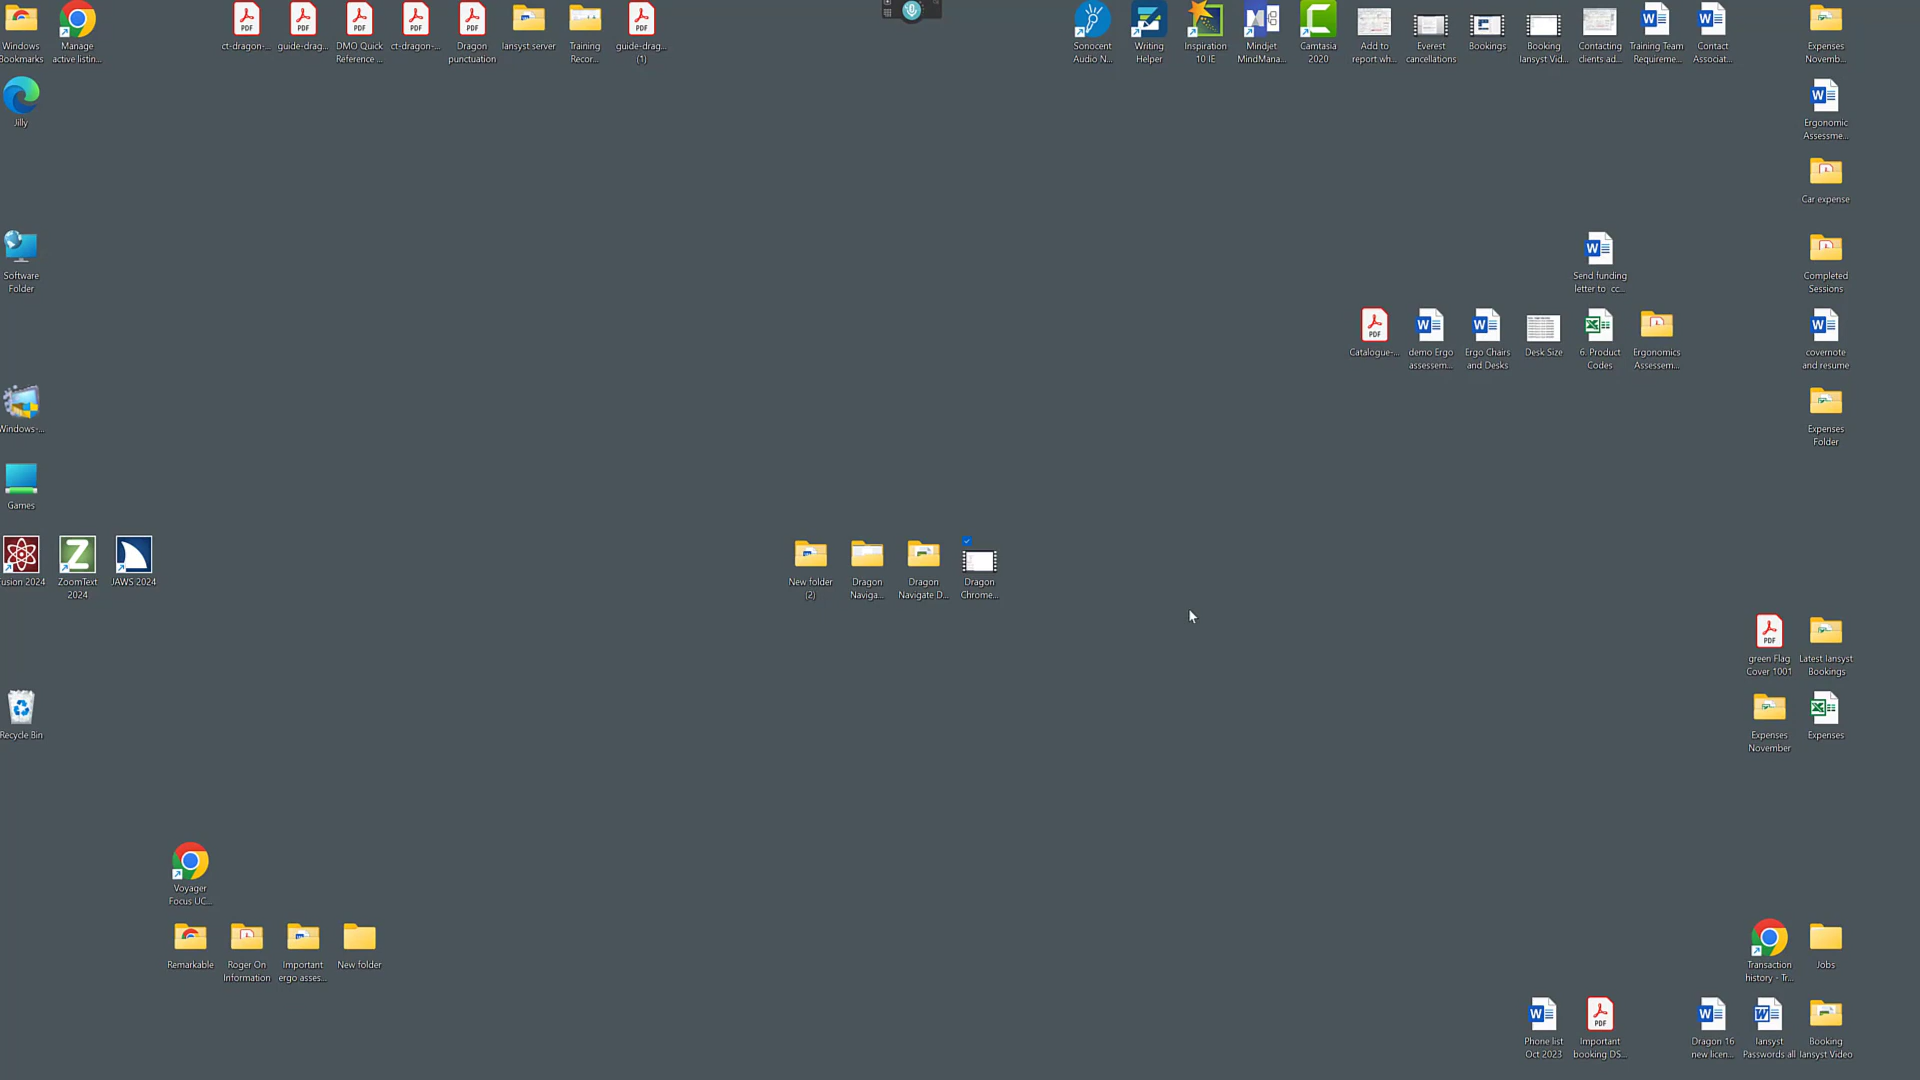 Windows
Bookmarks
Manage
active listin...
ct-dragon-...
guide-drag...
DMO Quick
Reference ...
ct-dragon-...
Dragon
punctuation
Iansyst server
Training
Recor...
guide-drag...
(1)
Sonocent
Audio N...
Writing
Helper
Inspiration
10 IE
Mindjet
MindMana...
Camtasia
2020
Add to
report wh...
Everest
cancellations
Bookings
Booking
Iansyst Vid...
Contacting
clients ad...
Training Team
Requireme...
Contact
Associat...
Expenses
Novemb...
Jilly
Ergonomic
Assessme...
Car expense
Software
Folder
Send funding
letter to cc...
Completed
Sessions
Catalogue-...
demo Ergo
assessem...
Ergo Chairs
and Desks
Desk Size
6. Product
Codes
Ergonomics
Assessem...
covernote
and resume
Windows-...
Expenses
Folder
Games
Fusion 2024
ZoomText
2024
JAWS 2024
New folder
(2)
Dragon
Naviga...
Dragon
Navigate D...
Dragon
Chrome...
green Flag
Cover 1001
Latest Iansyst
Bookings
Recycle Bin
Expenses
November
Expenses
Voyager
Focus UC...
Remarkable
Roger On
Information
Important
ergo asses...
New folder
Transaction
history - Tr...
Jobs
Phone list
Oct 2023
Important
booking DS...
Dragon 16
new licen...
Iansyst
Passwords all
Booking
Iansyst Video